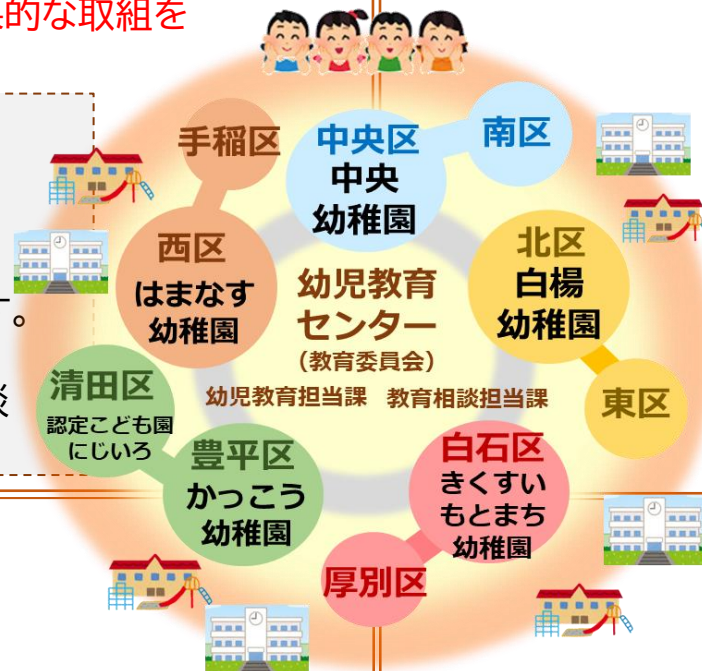 的な取組を
。
手稲区
中央区
中央
幼稚園
南区
西区
はまなす
幼稚園
北区
白楊
幼稚園
幼児教育
センター
(教育委員会)
幼児教育担当課 教育相談担当課
清田区
認定こども園
にじいろ
豊平区
かっこう
幼稚園
白石区
きくすい
もとまち
幼稚園
東区
厚別区